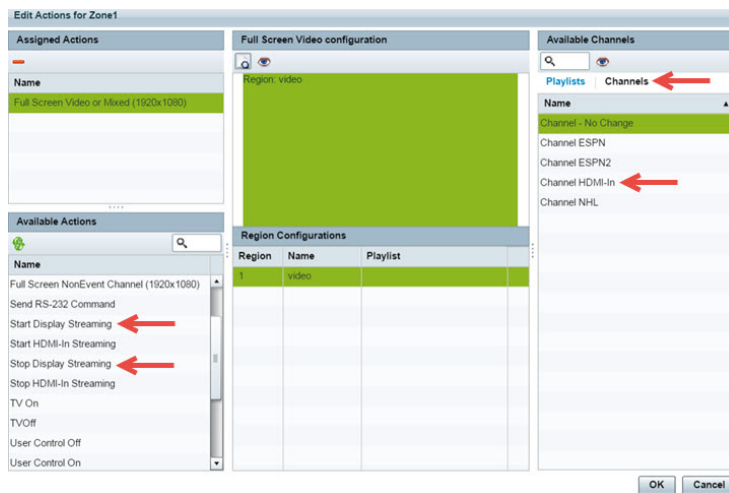 Edit Actions for Zone1
Assigned Actions
Name
Full Screen Video or Mixed (1920x1080)
Available Actions
Name
Full Screen NonEvent Channel (1920x1080)
Send RS-232 Command
Start Display Streaming
Start HDMI-In Streaming
Stop Display Streaming
Stop HDMI-In Streaming
TV On
TVOff
User Control Off
User Control On
Full Screen Video configuration
Region: video
Region Configurations
Region Name Playlist
1 video
Available Channels
Playlists Channels
Name
Channel - No Change
Channel ESPN
Channel ESPN2
Channel HDMI-In
Channel NHL
OK Cancel